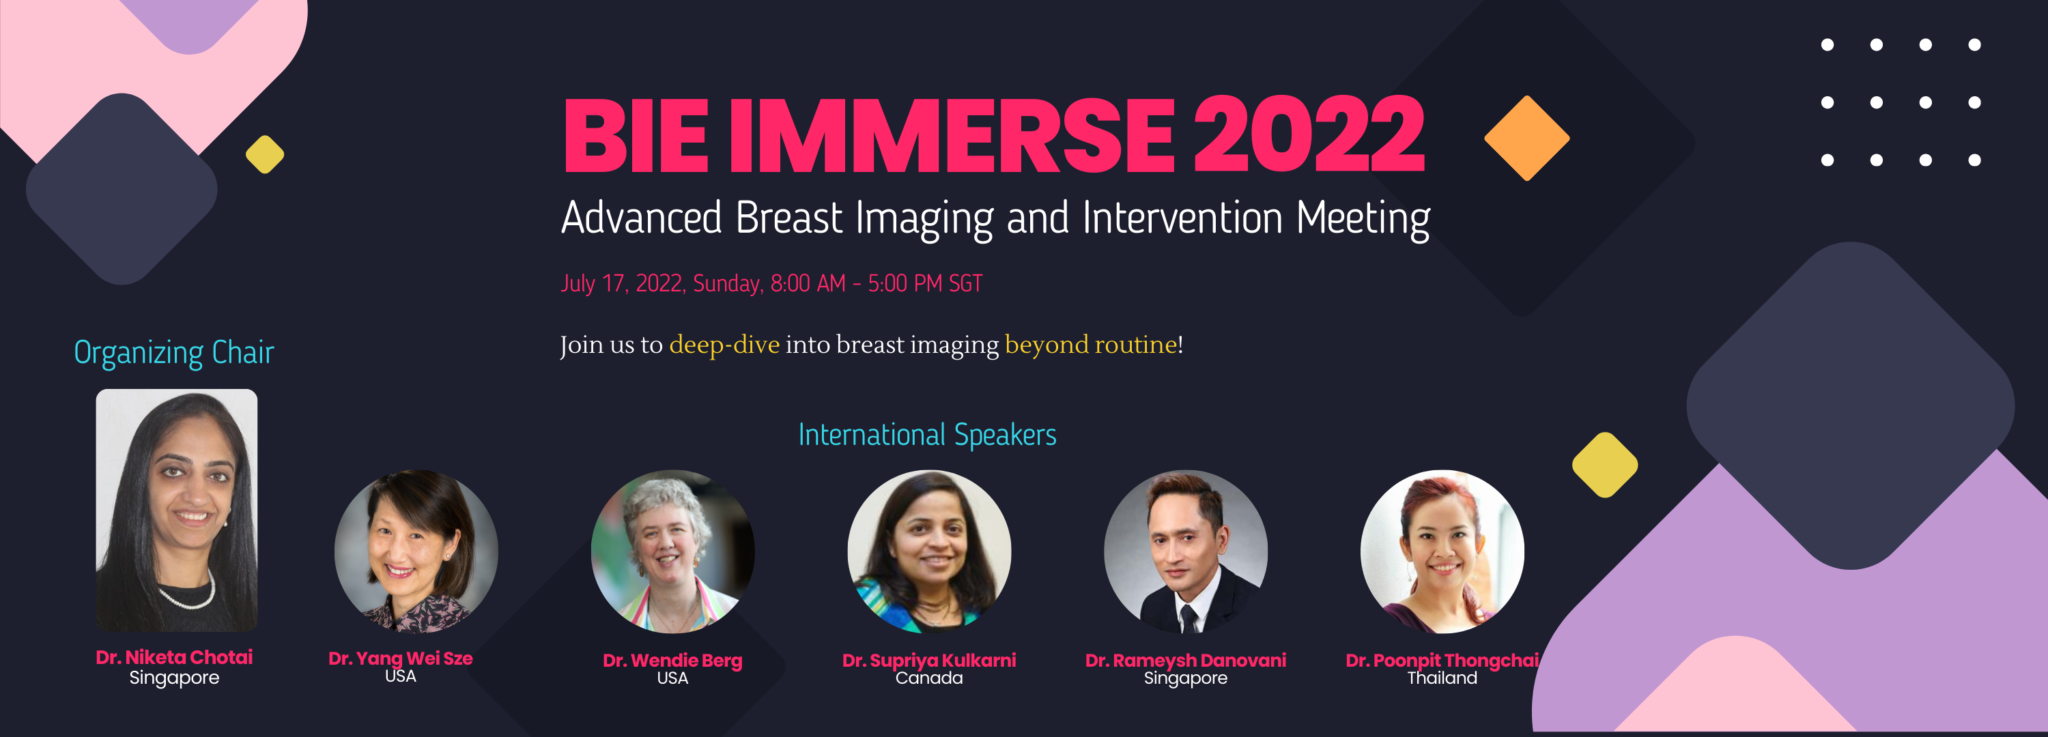 BIE IMMERSE 2022
Advanced Breast Imaging and Intervention Meeting
July 17, 2022, Sunday, 8:00 AM - 5:00 PM SGT
Join us to deep-dive into breast imaging beyond routine!
Organizing Chair
Dr. Niketa Chotai
Singapore
International Speakers
Dr. Yang Wei Sze
USA
Dr. Wendie Berg
USA
Dr. Supriya Kulkarni
Canada
Dr. Rameysh Danovani
Singapore
Dr. Poonpit Thongchai
Thailand